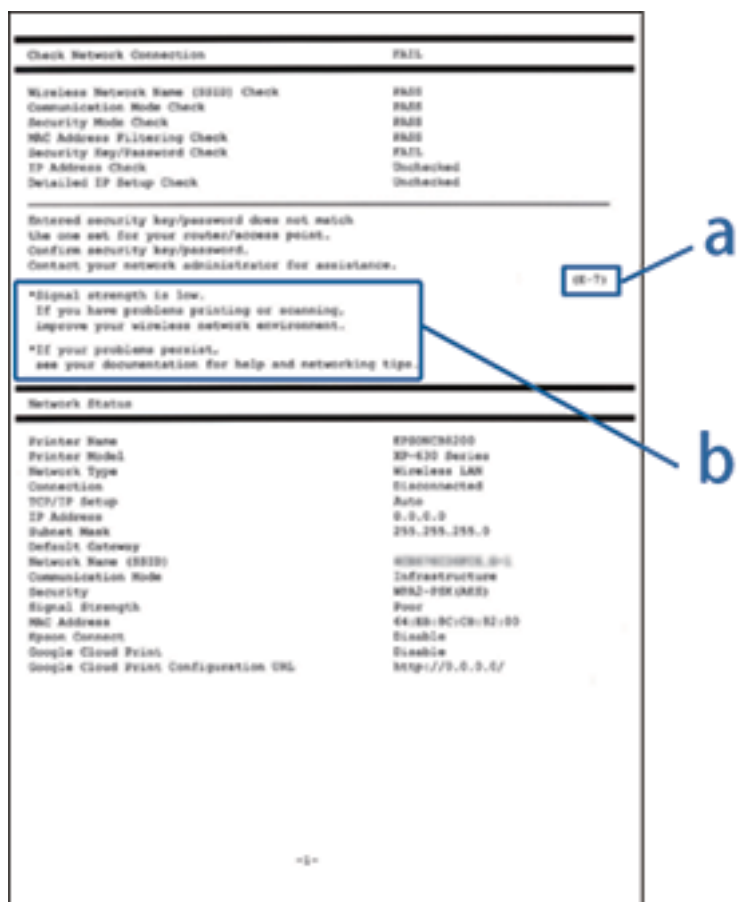 Check Network Connection FAIL
Wireless Network Name (SSID) Check PASS
Communication Mode Check PASS
Security Mode Check PASS
MAC Address Filtering Check PASS
Security Key/Password Check FAIL
IP Address Check Unchecked
Detailed IP Setup Check Unchecked
Entered security key/password does not match
the one set for your router/access point.
Confirm security key/password.
Contact your network administrator for assistance.
(E-7)
a
*Signal strength is low.
If you have problems printing or scanning,
improve your wireless network environment.
*If your problems persist,
see your documentation for help and networking tips.
b
Network Status
Printer Name
Printer Model XP-630 Series
Network Type Wireless LAN
Connection Disconnected
TCP/IP Setup Auto
IP Address 0.0.0.0
Subnet Mask 255.255.255.0
Default Gateway
Network Name (SSID)
Communication Mode Infrastructure
Security WPA2-PSK(AES)
Signal Strength Poor
MAC Address
Epson Connect Disable
Google Cloud Print Disable
Google Cloud Print Configuration URL http://0.0.0.0/
-1-